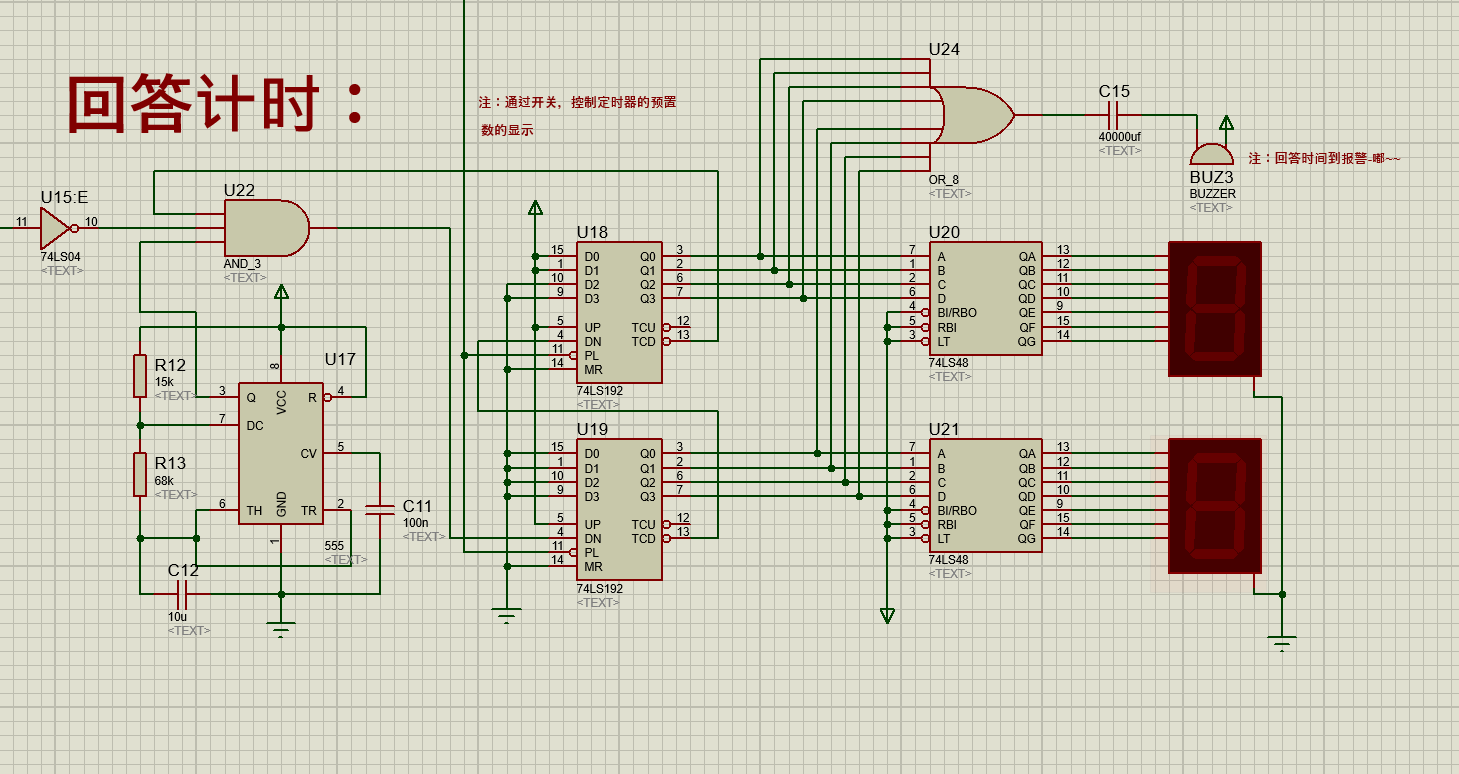 回答计时：
注：通过开关，控制定时器的预置
数的显示
U24
OR_8
<TEXT>
C15
40000uf
<TEXT>
BUZ3
BUZZER
<TEXT>
注：回答时间到报警-嘟~~
U15:E
11
10
74LS04
<TEXT>
U22
AND_3
<TEXT>
R12
15k
<TEXT>
R13
68k
<TEXT>
U17
8
VCC
3 Q R 4
7 DC
CV 5
6 TH TR 2
GND
1
555
<TEXT>
C11
100n
<TEXT>
C12
10u
<TEXT>
U18
15 D0 Q0 3
1 D1 Q1 2
10 D2 Q2 6
9 D3 Q3 7
5 UP TCU 12
4 DN TCD 13
11 PL
14 MR
74LS192
<TEXT>
U19
15 D0 Q0 3
1 D1 Q1 2
10 D2 Q2 6
9 D3 Q3 7
5 UP TCU 12
4 DN TCD 13
11 PL
14 MR
74LS192
<TEXT>
U20
7 A QA 13
1 B QB 12
2 C QC 11
6 D QD 10
4 BI/RBO QE 9
5 RBI QF 15
3 LT QG 14
74LS48
<TEXT>
U21
7 A QA 13
1 B QB 12
2 C QC 11
6 D QD 10
4 BI/RBO QE 9
5 RBI QF 15
3 LT QG 14
74LS48
<TEXT>